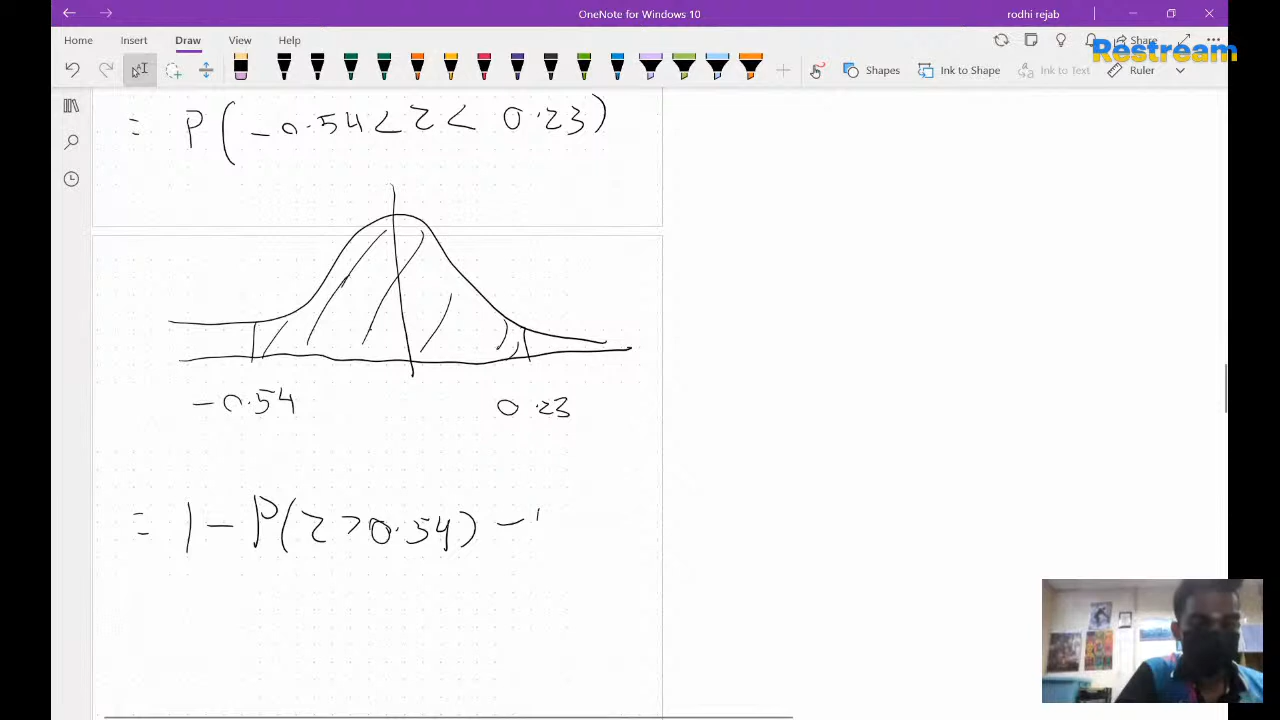 OneNote for Windows 10
rodhi rejab
Home Insert Draw View Help
Share
Restream
Shapes Ink to Shape Ink to Text Ruler
= P(-0.54 < Z < 0.23)
-0.54 0.23
= 1 - P(Z > 0.54) -